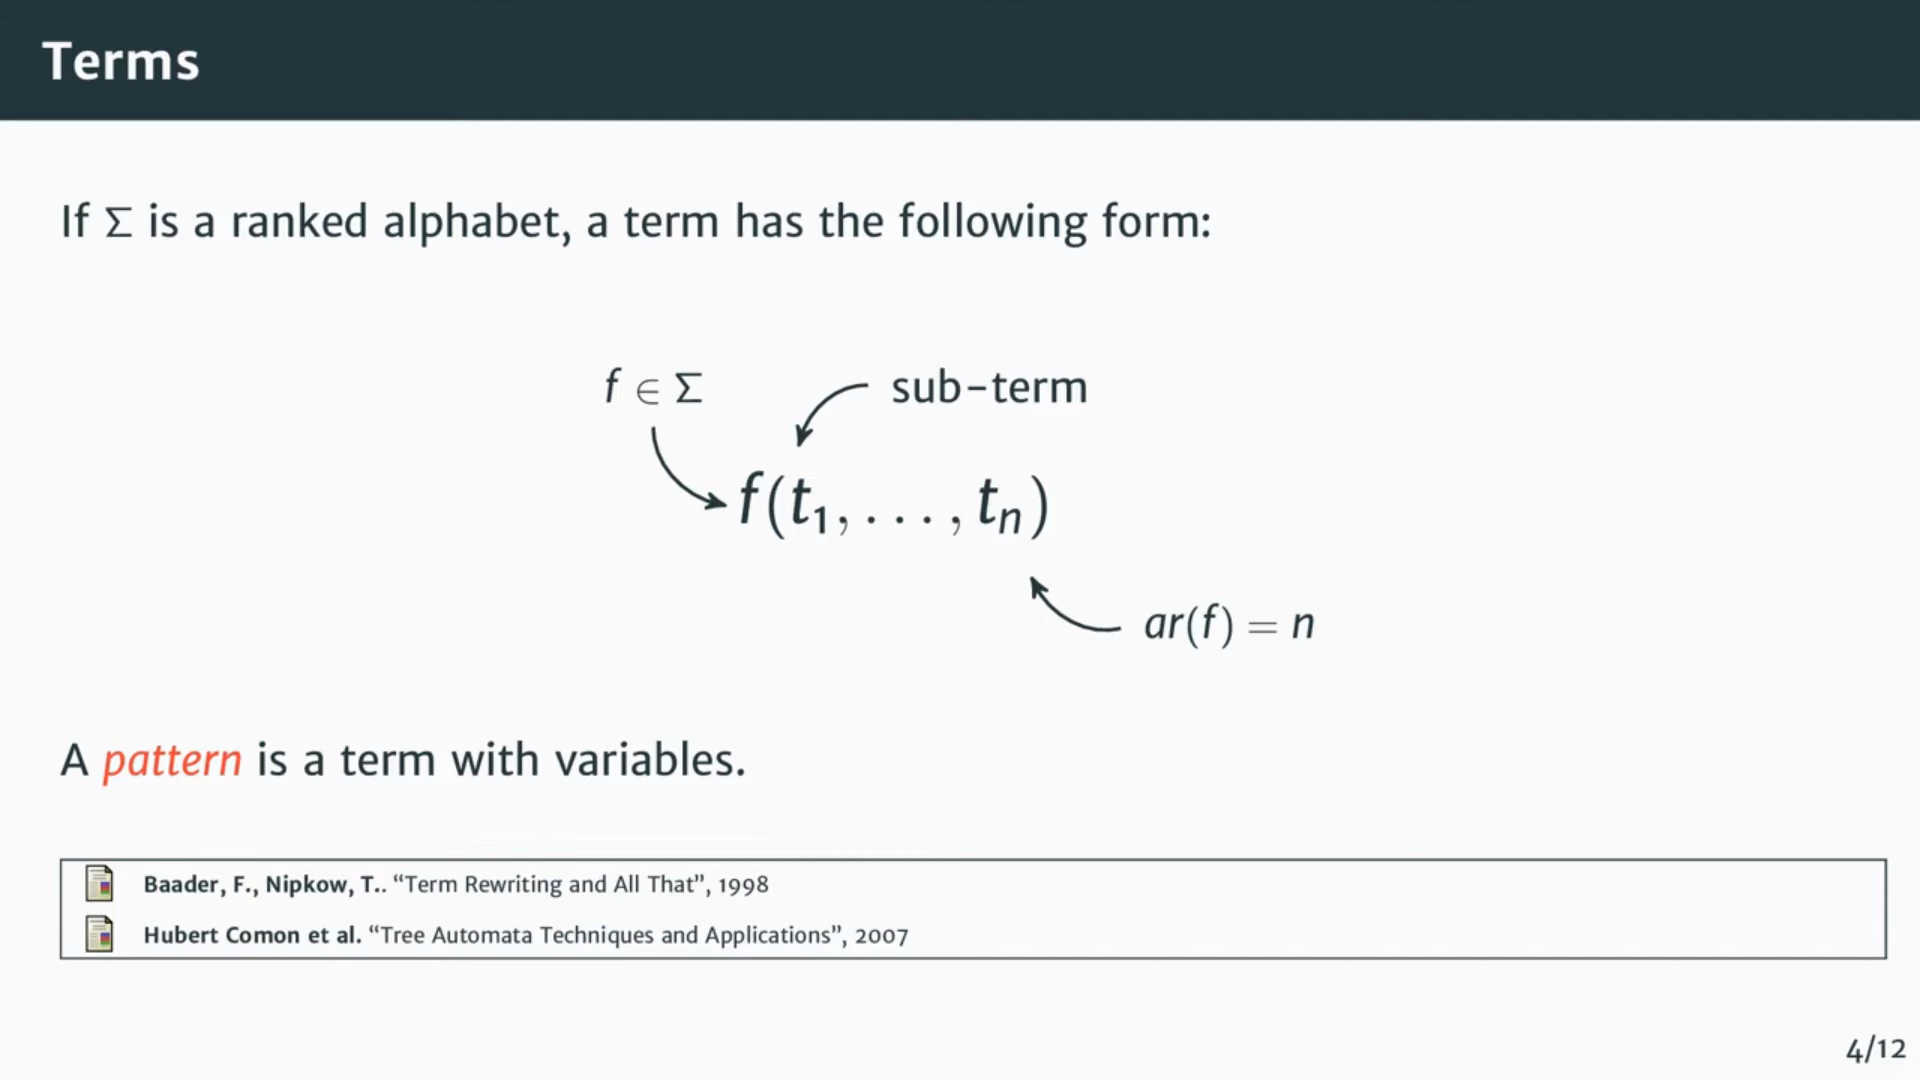 Terms
If Σ is a ranked alphabet, a term has the following form:
f ∈ Σ
sub-term
f(t₁, . . . , tₙ)
ar(f) = n
A pattern is a term with variables.
Baader, F., Nipkow, T.. “Term Rewriting and All That”, 1998
Hubert Comon et al. “Tree Automata Techniques and Applications”, 2007
4/12